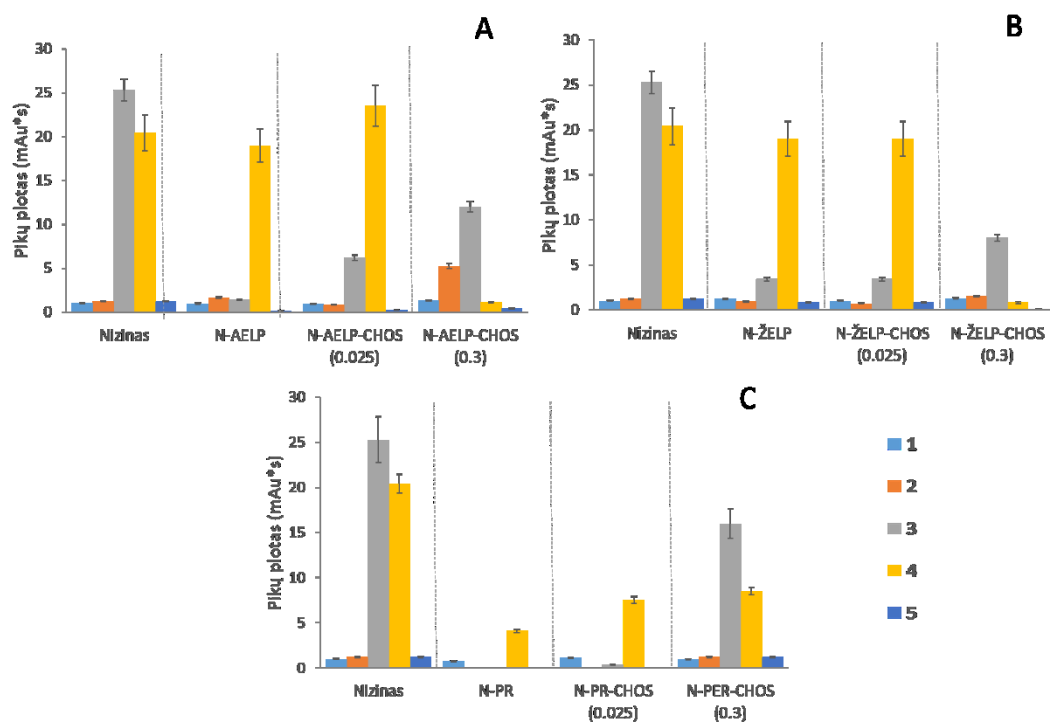 A
Pikų plotas (mAu*s)
30
25
20
15
10
5
0
Nizinas
N-AELP
N-AELP-CHOS
(0.025)
N-AELP-CHOS
(0.3)
B
Pikų plotas (mAu*s)
30
25
20
15
10
5
0
Nizinas
N-ŽELP
N-ŽELP-CHOS
(0.025)
N-ŽELP-CHOS
(0.3)
C
Pikų plotas (mAu*s)
30
25
20
15
10
5
0
Nizinas
N-PR
N-PR-CHOS
(0.025)
N-PER-CHOS
(0.3)
1
2
3
4
5